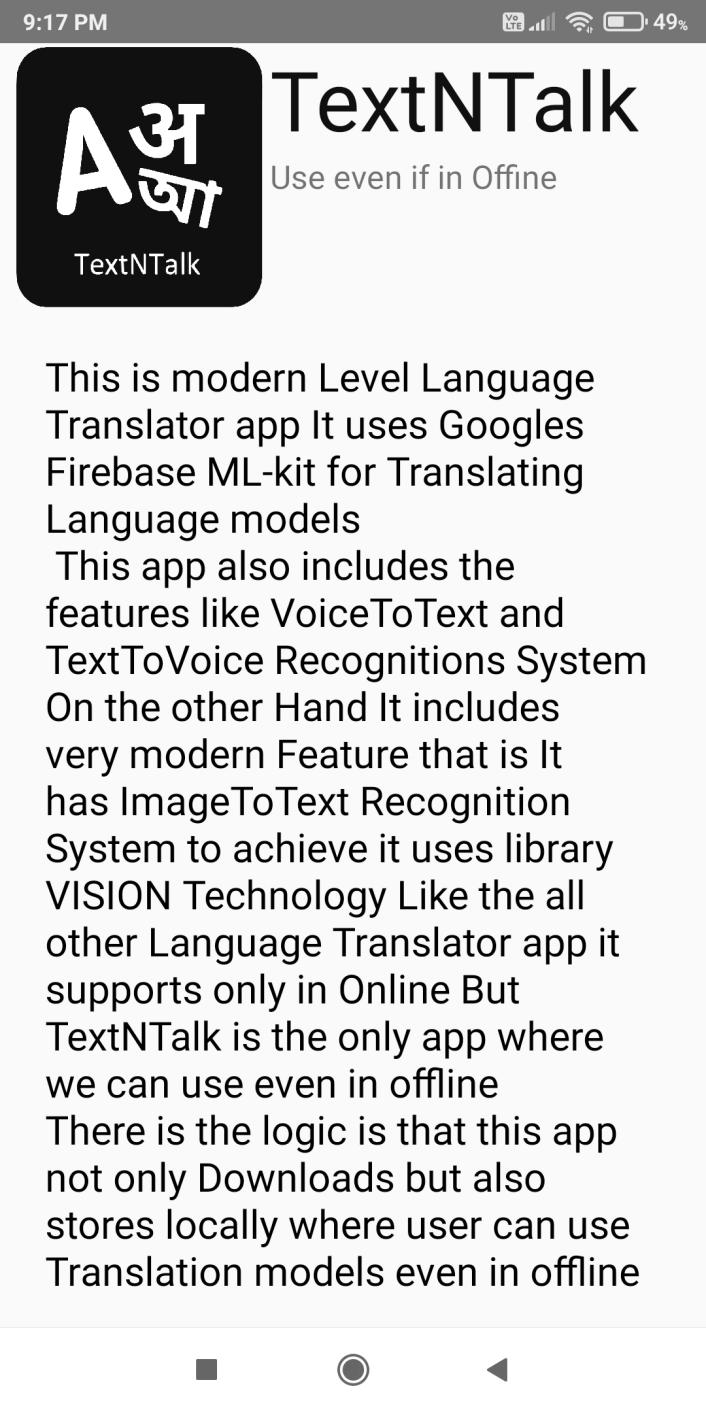 9:17 PM
Vo LTE
49%
A अ
আ
TextNTalk
TextNTalk
Use even if in Offine
This is modern Level Language
Translator app It uses Googles
Firebase ML-kit for Translating
Language models
This app also includes the
features like VoiceToText and
TextToVoice Recognitions System
On the other Hand It includes
very modern Feature that is It
has ImageToText Recognition
System to achieve it uses library
VISION Technology Like the all
other Language Translator app it
supports only in Online But
TextNTalk is the only app where
we can use even in offline
There is the logic is that this app
not only Downloads but also
stores locally where user can use
Translation models even in offline